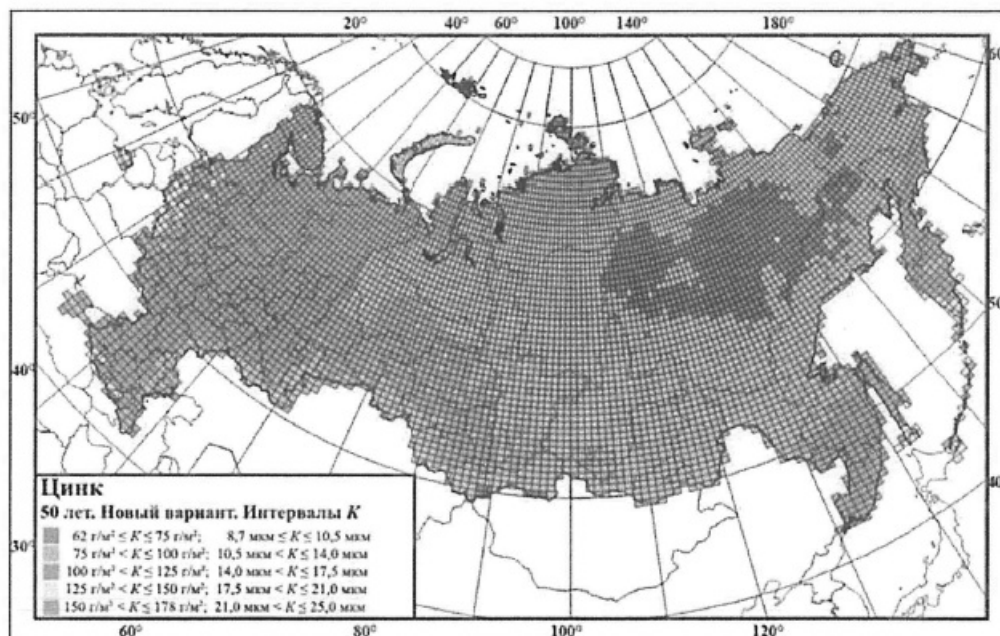 20° 40° 60° 100° 140° 180°
60
50°
50
40°
40
30°
Цинк
50 лет. Новый вариант. Интервалы K
62 г/м² ≤ K ≤ 75 г/м²; 8,7 мкм ≤ K ≤ 10,5 мкм
75 г/м² < K ≤ 100 г/м²; 10,5 мкм < K ≤ 14,0 мкм
100 г/м² < K ≤ 125 г/м²; 14,0 мкм < K ≤ 17,5 мкм
125 г/м² < K ≤ 150 г/м²; 17,5 мкм < K ≤ 21,0 мкм
150 г/м² < K ≤ 178 г/м²; 21,0 мкм < K ≤ 25,0 мкм
60° 80° 100° 120°